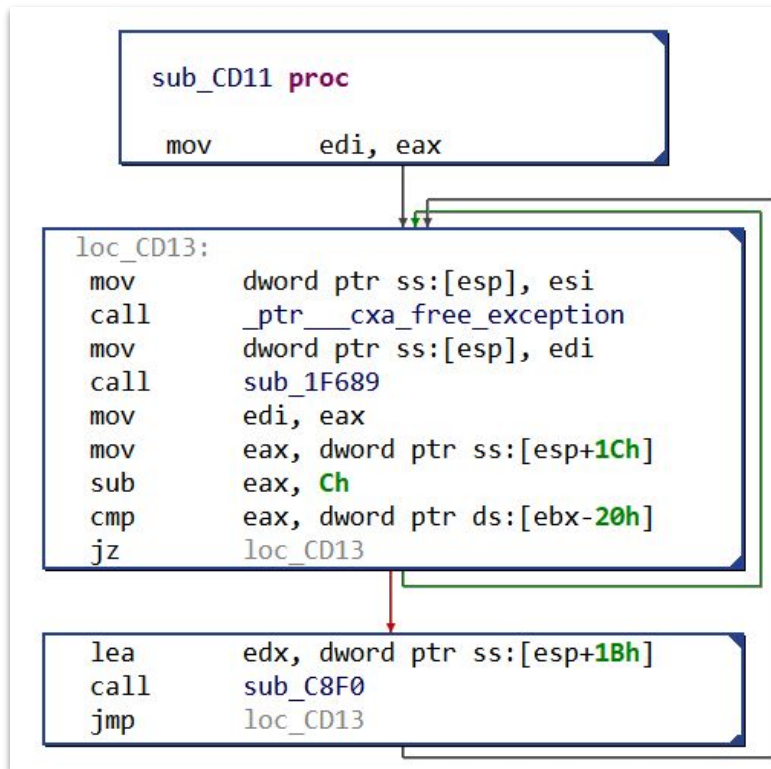 sub_CD11 proc
mov edi, eax
loc_CD13:
mov dword ptr ss:[esp], esi
call _ptr___cxa_free_exception
mov dword ptr ss:[esp], edi
call sub_1F689
mov edi, eax
mov eax, dword ptr ss:[esp+1Ch]
sub eax, Ch
cmp eax, dword ptr ds:[ebx-20h]
jz loc_CD13
lea edx, dword ptr ss:[esp+1Bh]
call sub_C8F0
jmp loc_CD13